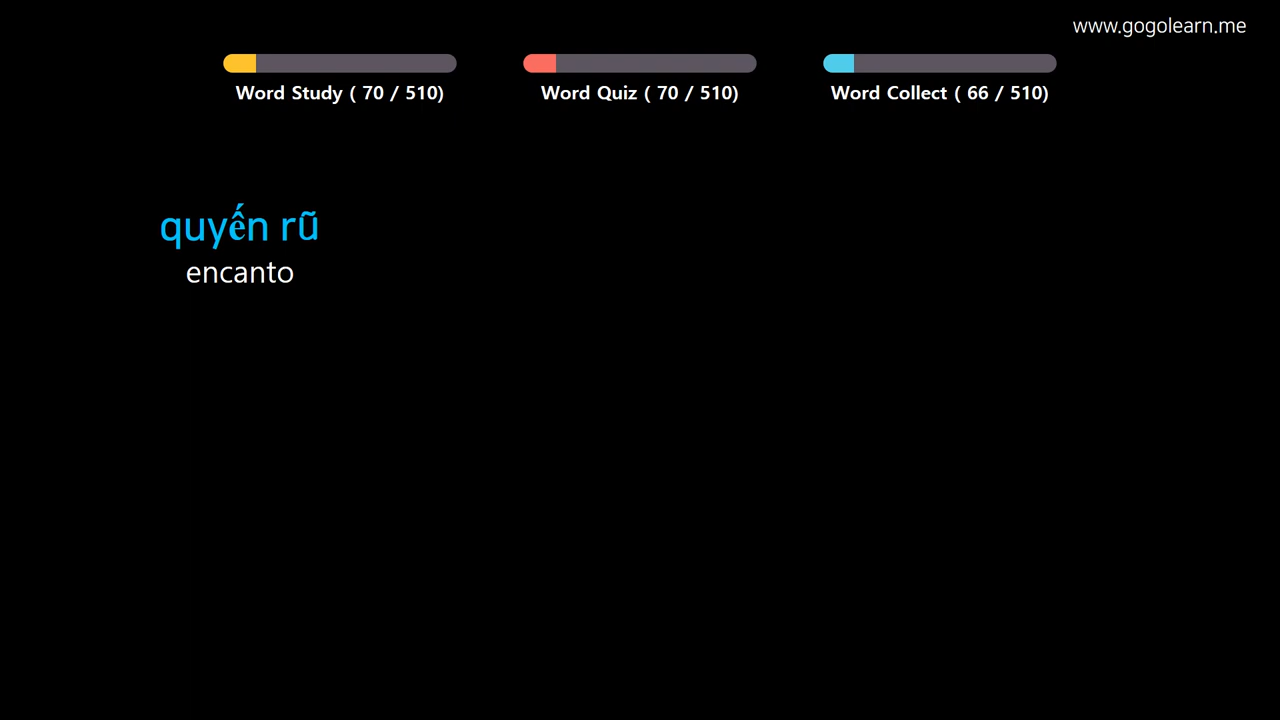 www.gogolearn.me
Word Study ( 70 / 510)
Word Quiz ( 70 / 510)
Word Collect ( 66 / 510)
quyến rũ
encanto